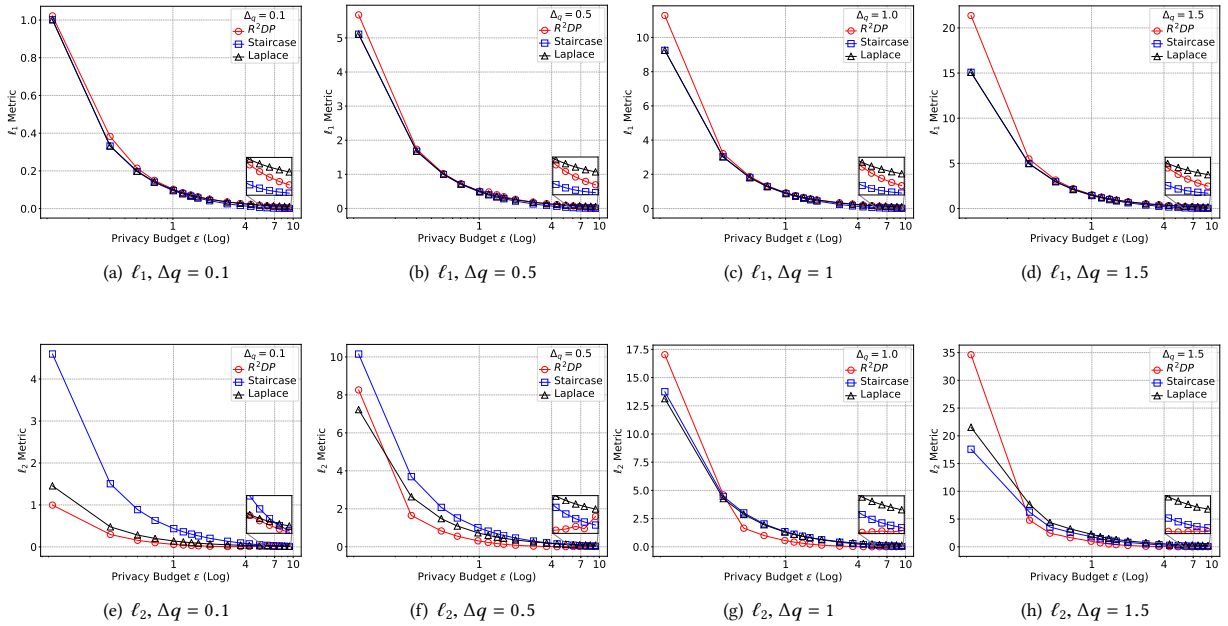 Δq = 0.1
R²DP
Staircase
Laplace
1.0
0.8
0.6
0.4
0.2
0.0
ℓ₁ Metric
1
4
7
10
Privacy Budget ε (Log)
(a) ℓ₁, Δq = 0.1
Δq = 0.5
R²DP
Staircase
Laplace
5
4
3
2
1
0
ℓ₁ Metric
1
4
7
10
Privacy Budget ε (Log)
(b) ℓ₁, Δq = 0.5
Δq = 1.0
R²DP
Staircase
Laplace
10
8
6
4
2
0
ℓ₁ Metric
1
4
7
10
Privacy Budget ε (Log)
(c) ℓ₁, Δq = 1
Δq = 1.5
R²DP
Staircase
Laplace
20
15
10
5
0
ℓ₁ Metric
1
4
7
10
Privacy Budget ε (Log)
(d) ℓ₁, Δq = 1.5
Δq = 0.1
R²DP
Staircase
Laplace
4
3
2
1
0
ℓ₂ Metric
1
4
7
10
Privacy Budget ε (Log)
(e) ℓ₂, Δq = 0.1
Δq = 0.5
R²DP
Staircase
Laplace
10
8
6
4
2
0
ℓ₂ Metric
1
4
7
10
Privacy Budget ε (Log)
(f) ℓ₂, Δq = 0.5
Δq = 1.0
R²DP
Staircase
Laplace
17.5
15.0
12.5
10.0
7.5
5.0
2.5
0.0
ℓ₂ Metric
1
4
7
10
Privacy Budget ε (Log)
(g) ℓ₂, Δq = 1
Δq = 1.5
R²DP
Staircase
Laplace
35
30
25
20
15
10
5
0
ℓ₂ Metric
1
4
7
10
Privacy Budget ε (Log)
(h) ℓ₂, Δq = 1.5